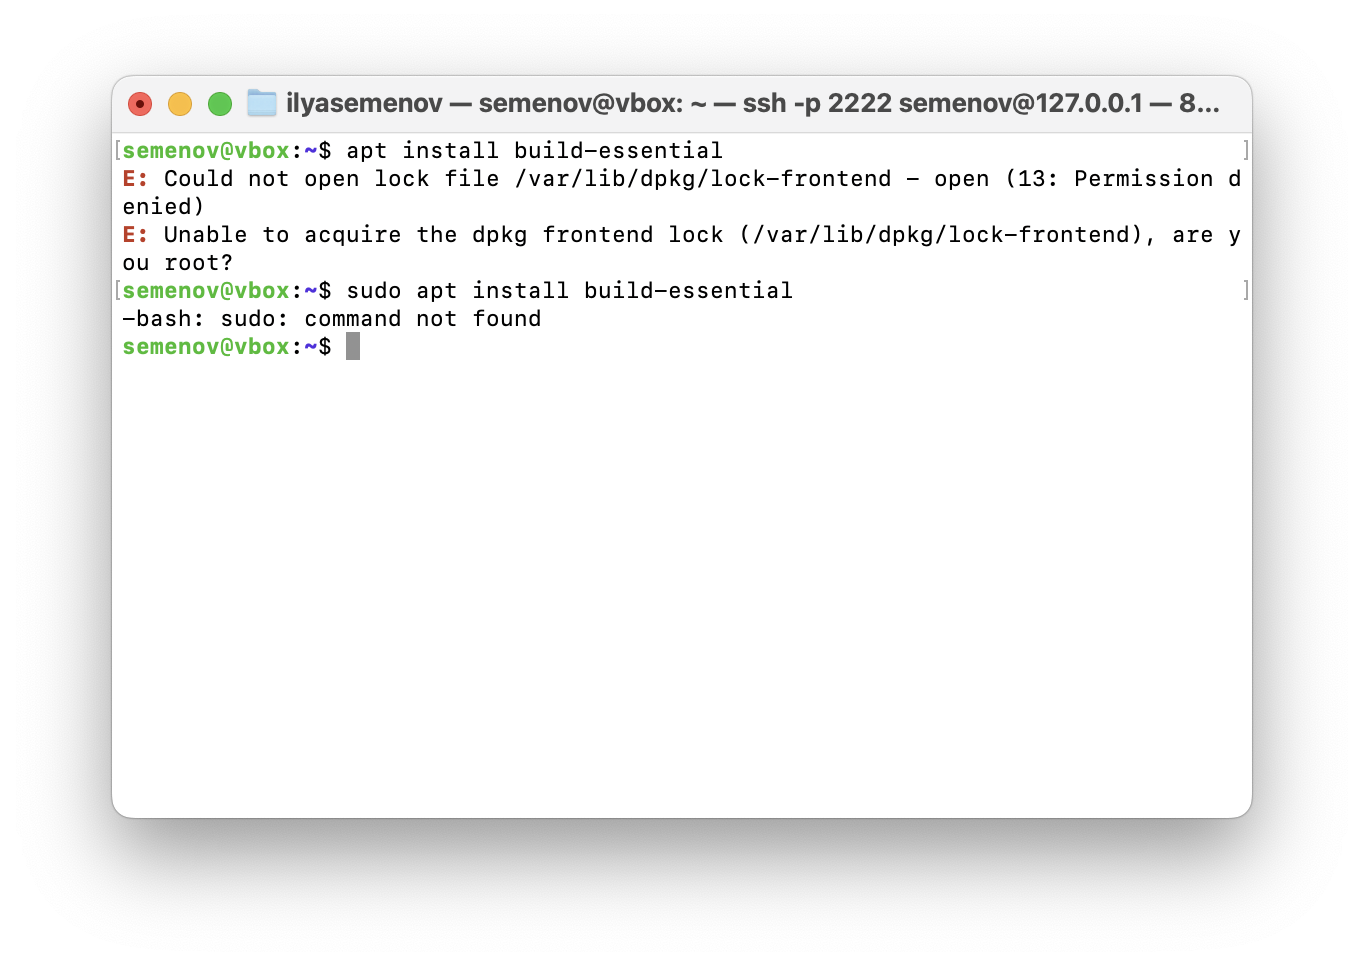 ilyasemenov — semenov@vbox: ~ — ssh -p 2222 semenov@127.0.0.1 — 8...
[semenov@vbox:~$ apt install build-essential ]
E: Could not open lock file /var/lib/dpkg/lock-frontend - open (13: Permission d
enied)
E: Unable to acquire the dpkg frontend lock (/var/lib/dpkg/lock-frontend), are y
ou root?
[semenov@vbox:~$ sudo apt install build-essential ]
-bash: sudo: command not found
semenov@vbox:~$